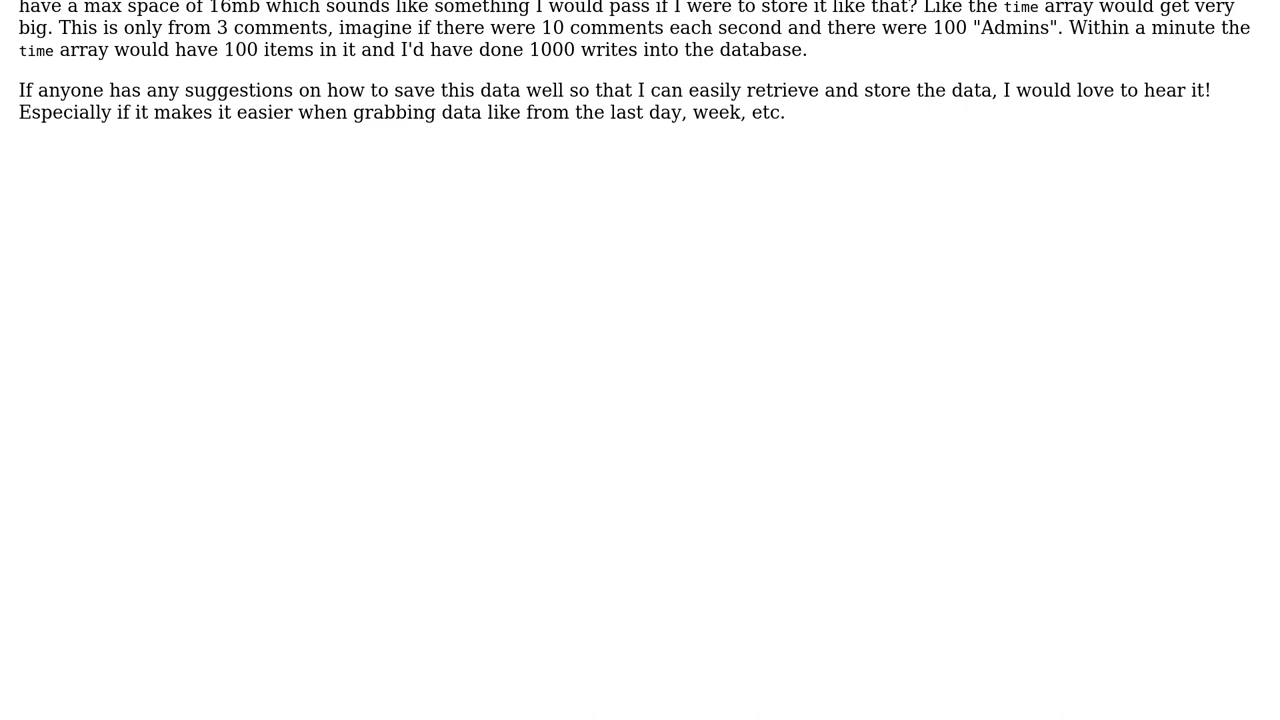 have a max space of 16mb which sounds like something I would pass if I were to store it like that? Like the time array would get very
big. This is only from 3 comments, imagine if there were 10 comments each second and there were 100 "Admins". Within a minute the
time array would have 100 items in it and I'd have done 1000 writes into the database.
If anyone has any suggestions on how to save this data well so that I can easily retrieve and store the data, I would love to hear it!
Especially if it makes it easier when grabbing data like from the last day, week, etc.